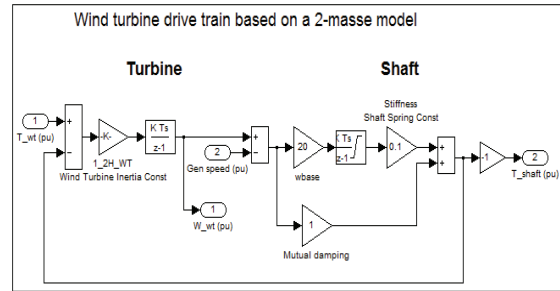 Wind turbine drive train based on a 2-masse model
Turbine
Shaft
Stiffness
Shaft Spring Const
1
T_wt (pu)
+
−
-K-
1_2H_WT
Wind Turbine Inertia Const
K Ts
z-1
2
Gen speed (pu)
+
−
20
wbase
K Ts
z-1
0.1
+
+
-1
2
T_shaft (pu)
1
W_wt (pu)
1
Mutual damping